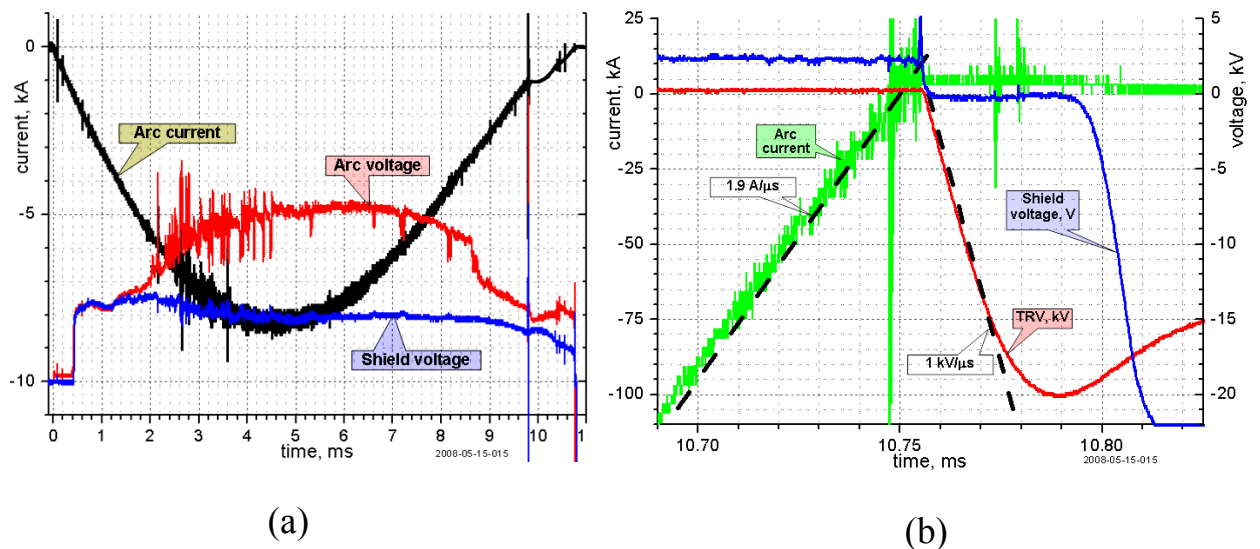 current, kA
0
-5
-10
Arc current
Arc voltage
Shield voltage
0 1 2 3 4 5 6 7 8 9 10
time, ms
2008-05-15-015
(a)
current, kA
25
0
-25
-50
-75
-100
Arc
current
1.9 A/µs
Shield
voltage, V
TRV, kV
1 kV/µs
5
0
-5
-10
-15
-20
voltage, kV
10.70 10.75 10.80
time, ms
2008-05-15-015
(b)